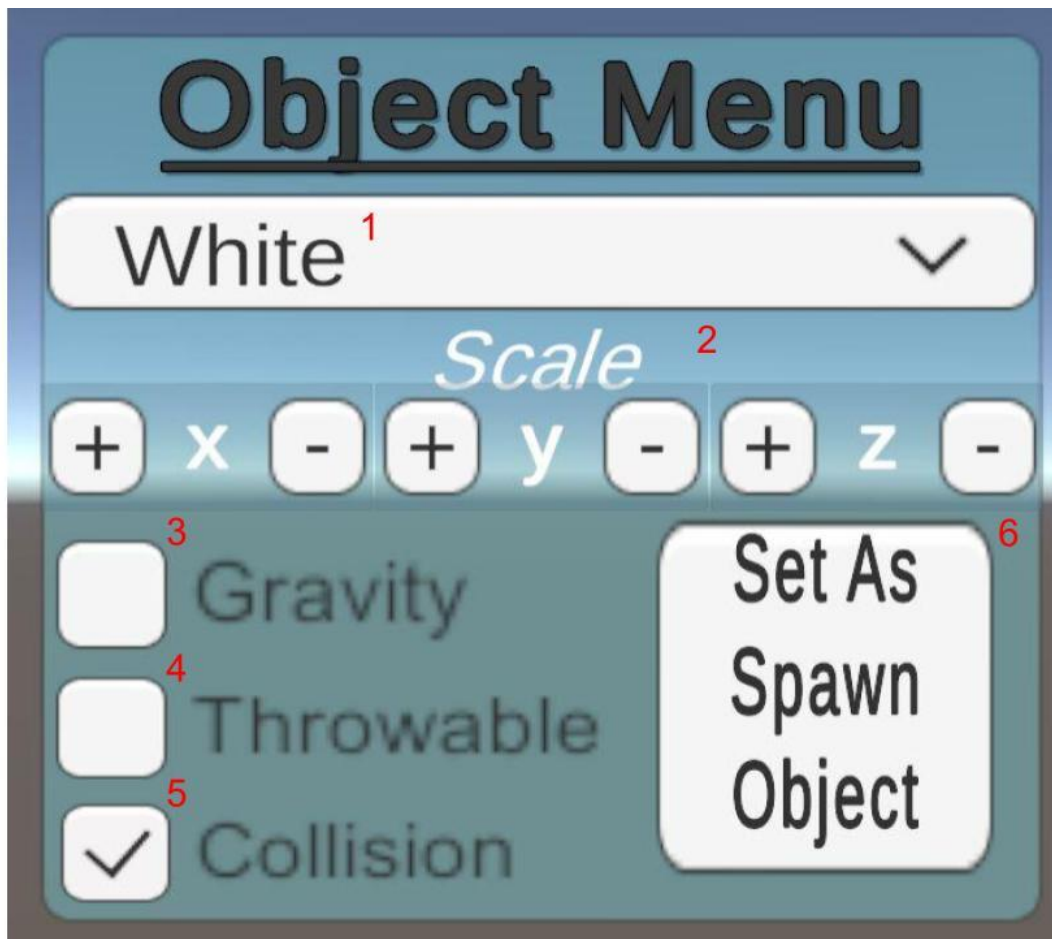 Object Menu
White 1
Scale 2
+ x - + y - + z -
3
Gravity
4
Throwable
5
Collision
6
Set As
Spawn
Object